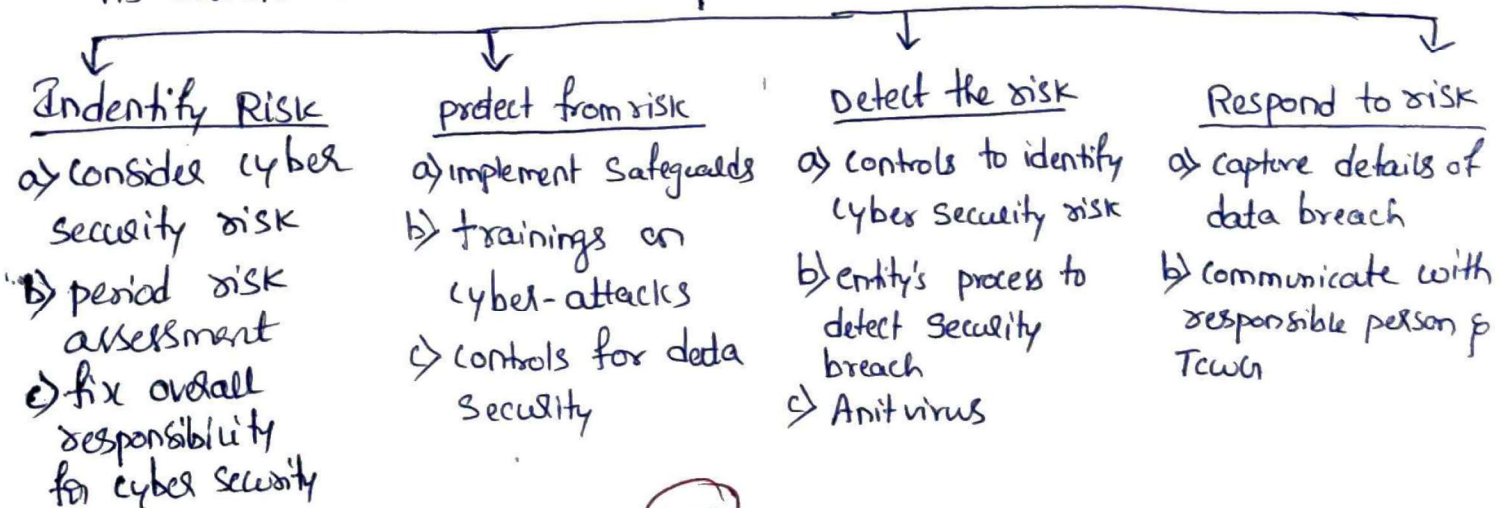 Indentify Risk
a) consider cyber
security risk
b) period risk
assessment
c) fix overall
responsibility
for cyber security
protect from risk
a) implement Safeguards
b) trainings on
cyber-attacks
c) controls for data
Security
Detect the risk
a) controls to identify
cyber security risk
b) entity's process to
detect security
breach
c) Anitvirus
Respond to risk
a) capture details of
data breach
b) communicate with
responsible person &
TCWG